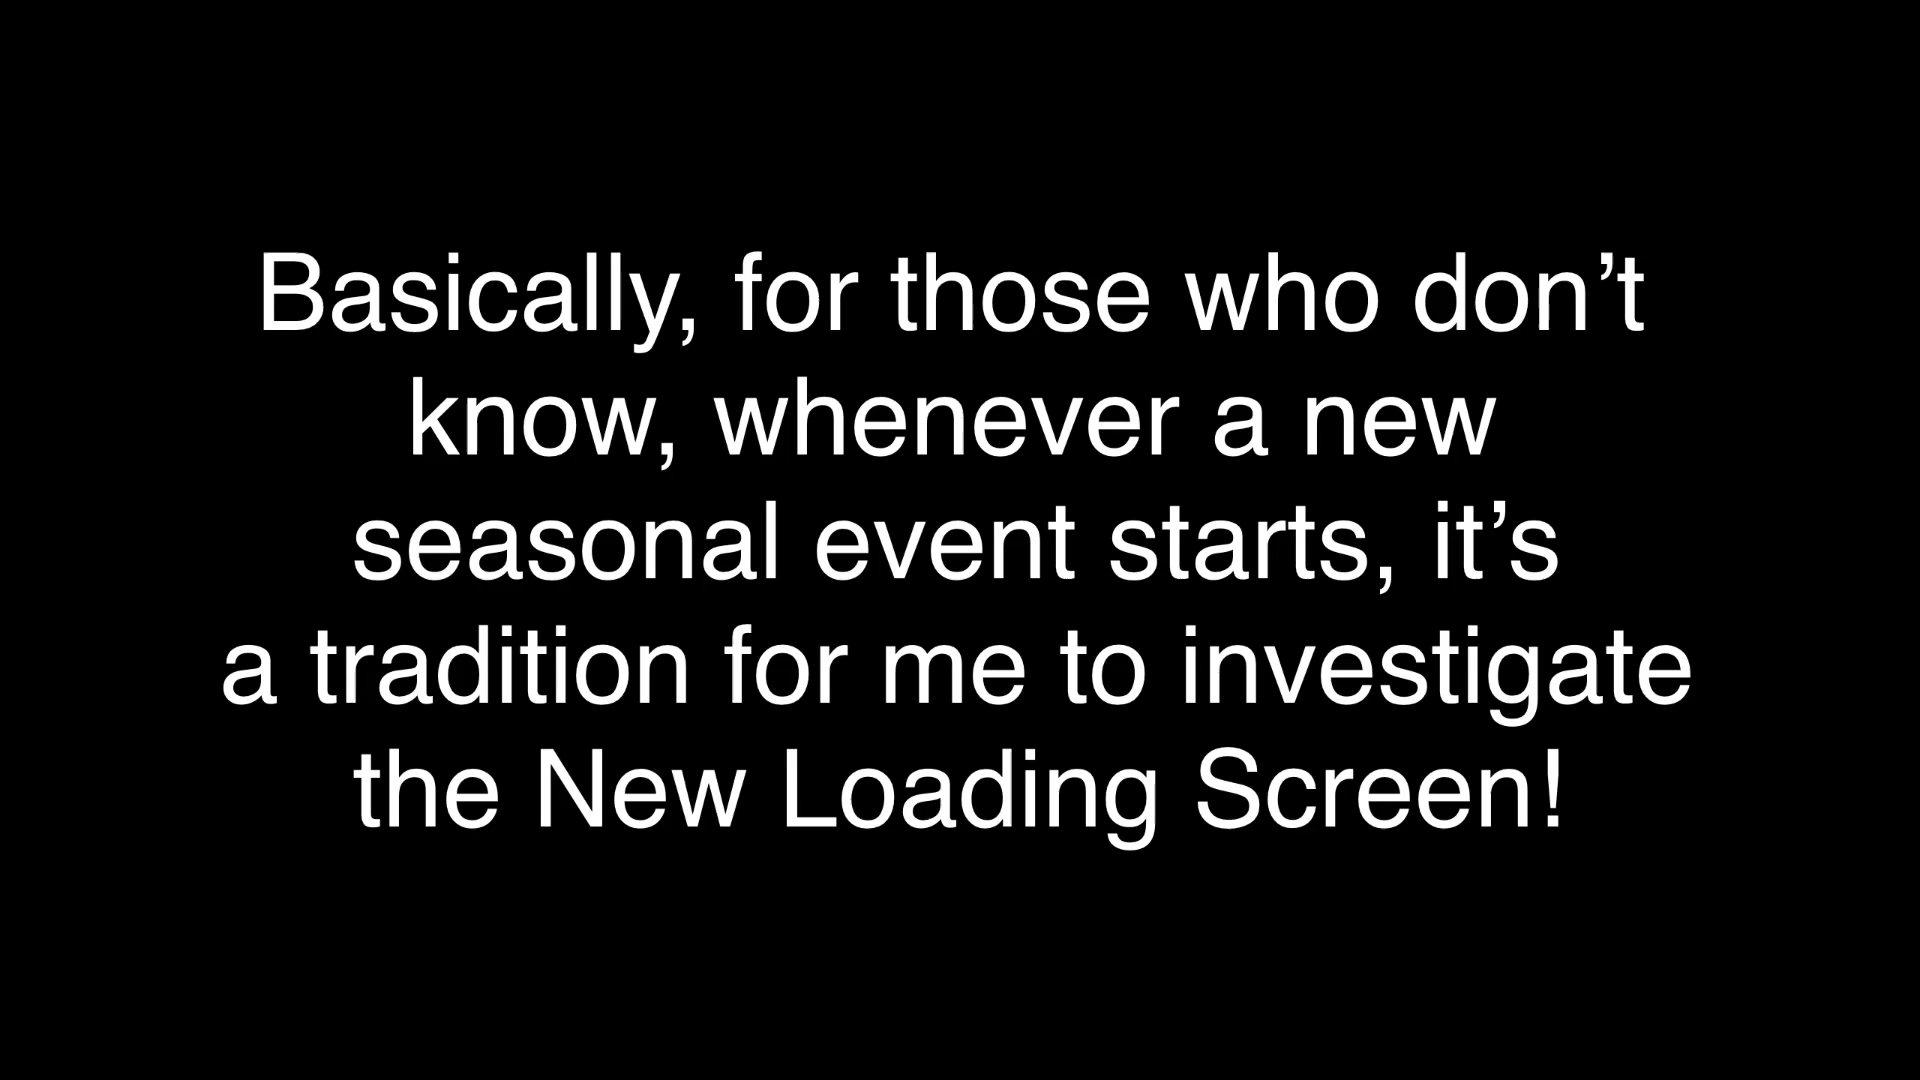 Basically, for those who don’t
know, whenever a new
seasonal event starts, it’s
a tradition for me to investigate
the New Loading Screen!